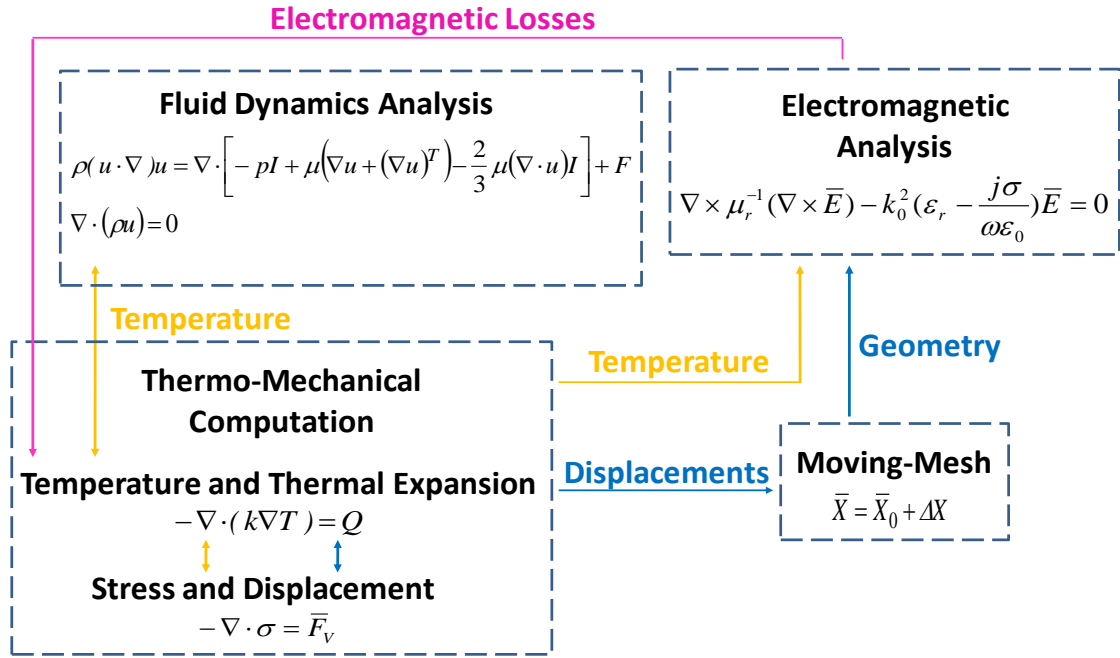 Electromagnetic Losses
Fluid Dynamics Analysis
ρ( u · ∇ )u = ∇ · [ − pI + μ(∇u + (∇u)^T) − 2/3 μ(∇ · u)I ] + F
∇ · (ρu) = 0
Electromagnetic
Analysis
∇ × μ_r^{-1} (∇ × E̅) − k_0^2 (ε_r − jσ/ωε_0)E̅ = 0
Temperature
Temperature
Geometry
Thermo-Mechanical
Computation
Temperature and Thermal Expansion
− ∇ · ( k∇T ) = Q
Stress and Displacement
− ∇ · σ = F̅_V
Displacements
Moving-Mesh
X̅ = X̅_0 + ΔX